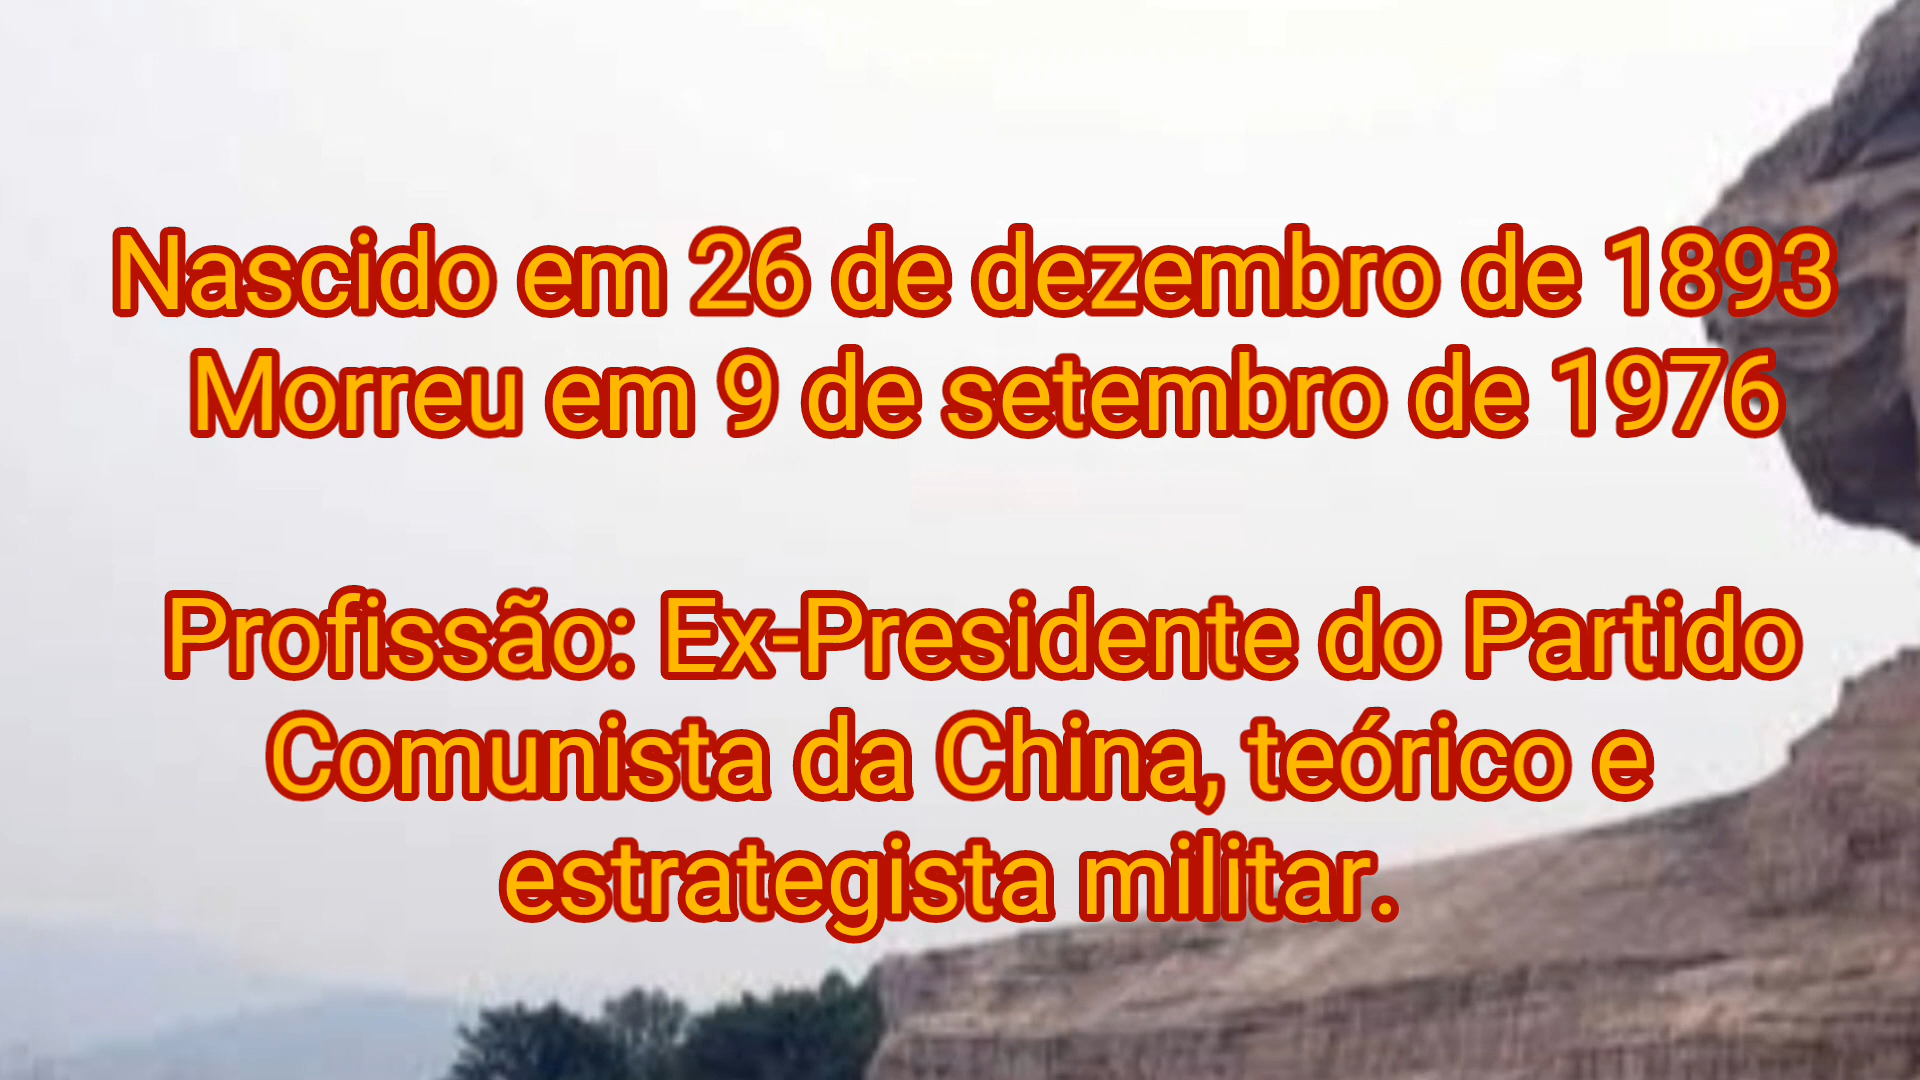 Nascido em 26 de dezembro de 1893
Morreu em 9 de setembro de 1976
Profissão: Ex-Presidente do Partido
Comunista da China, teórico e
estrategista militar.